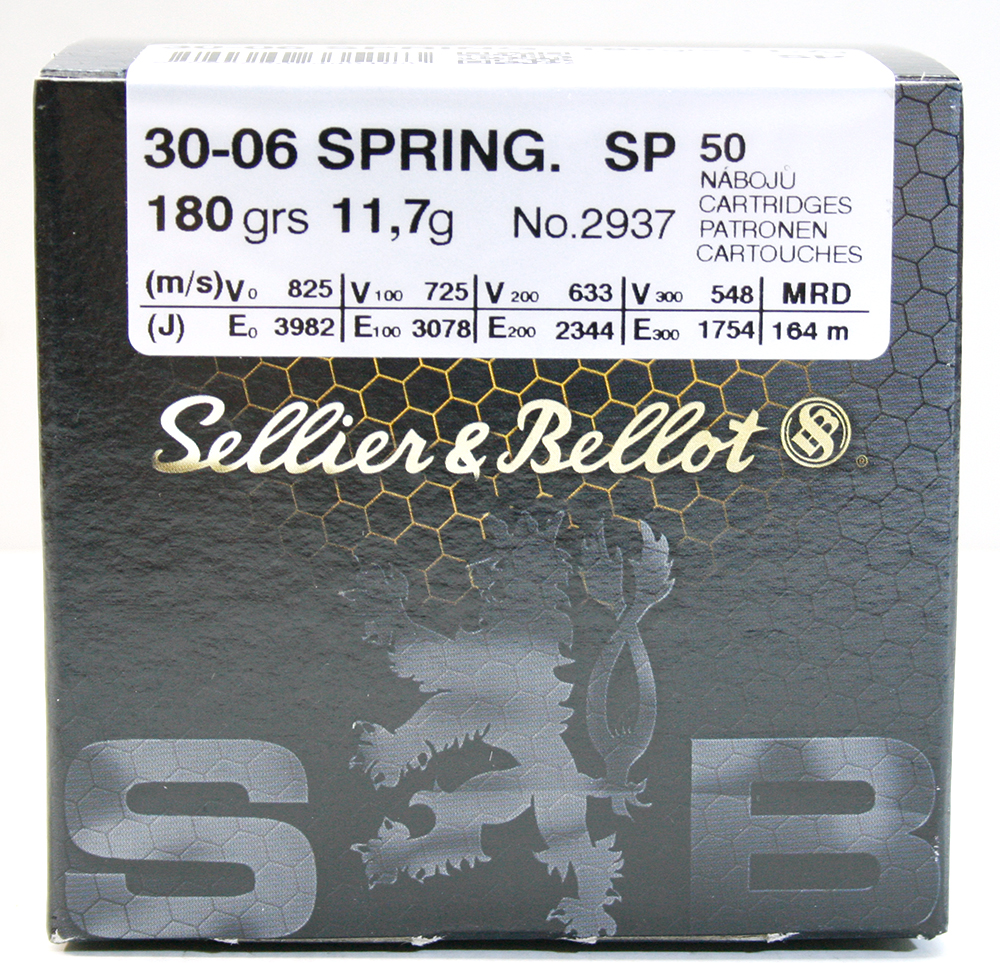 30-06 SPRING. SP 50
NÁBOJŮ
CARTRIDGES
180 grs 11,7g No.2937 PATRONEN
CARTOUCHES
(m/s) V0 825 V100 725 V200 633 V300 548 MRD
(J) E0 3982 E100 3078 E200 2344 E300 1754 164 m
Sellier & Bellot SB ®
S B